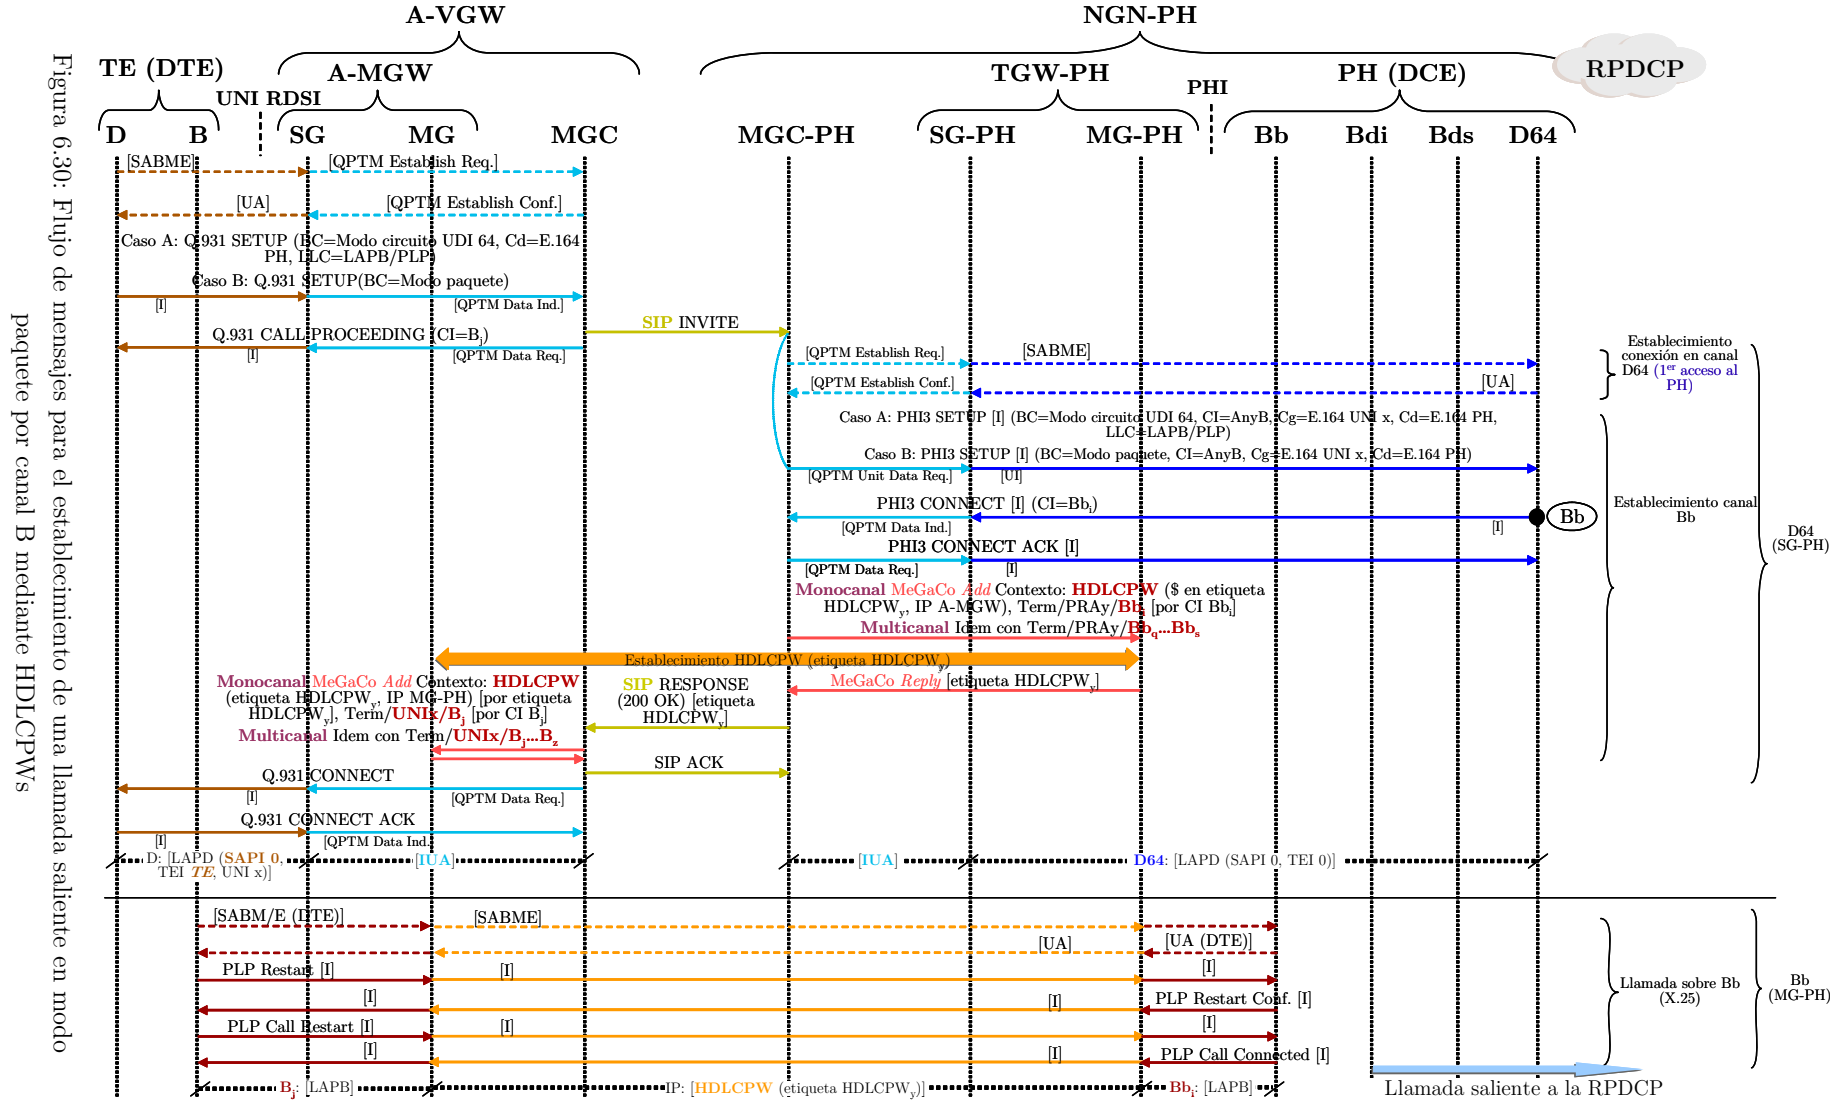 A-VGW
NGN-PH
TE (DTE)
A-MGW
TGW-PH
PH (DCE)
RPDCP
UNI RDSI
PHI
D
B
SG
MG
MGC
MGC-PH
SG-PH
MG-PH
Bb
Bdi
Bds
D64
[SABME]
[QPTM Establish Req.]
[UA]
[QPTM Establish Conf.]
Caso A: Q.931 SETUP (BC=Modo circuito UDI 64, Cd=E.164
PH, LLC=LAPB/PLP)
Caso B: Q.931 SETUP(BC=Modo paquete)
[I]
[QPTM Data Ind.]
SIP INVITE
Q.931 CALL PROCEEDING (CI=Bj)
[I]
[QPTM Data Req.]
[QPTM Establish Req.]
[SABME]
[QPTM Establish Conf.]
[UA]
Establecimiento
conexión en canal
D64 (1er acceso al
PH)
Caso A: PHI3 SETUP [I] (BC=Modo circuito UDI 64, CI=AnyB, Cg=E.164 UNI x, Cd=E.164 PH,
LLC=LAPB/PLP)
Caso B: PHI3 SETUP [I] (BC=Modo paquete, CI=AnyB, Cg=E.164 UNI x, Cd=E.164 PH)
[QPTM Unit Data Req.]
[UI]
PHI3 CONNECT [I] (CI=Bbi)
[QPTM Data Ind.]
[I]
Bb
Establecimiento canal
Bb
D64
(SG-PH)
PHI3 CONNECT ACK [I]
[QPTM Data Req.]
[I]
Monocanal MeGaCo Add Contexto: HDLCPW ($ en etiqueta
HDLCPWy, IP A-MGW), Term/PRAy/Bbi [por CI Bbi]
Multicanal Idem con Term/PRAy/Bbq...Bbs
Establecimiento HDLCPW (etiqueta HDLCPWy)
MeGaCo Reply [etiqueta HDLCPWy]
Monocanal MeGaCo Add Contexto: HDLCPW
(etiqueta HDLCPWy, IP MG-PH) [por etiqueta
HDLCPWy], Term/UNIx/Bj [por CI Bj]
Multicanal Idem con Term/UNIx/Bj...Bz
SIP RESPONSE
(200 OK) [etiqueta
HDLCPWy]
SIP ACK
Q.931 CONNECT
[I]
[QPTM Data Req.]
Q.931 CONNECT ACK
[I]
[QPTM Data Ind.]
D: [LAPD (SAPI 0,
TEI TE, UNI x)]
[IUA]
[IUA]
D64: [LAPD (SAPI 0, TEI 0)]
[SABM/E (DTE)]
[SABME]
[UA]
[UA (DTE)]
PLP Restart [I]
[I]
[I]
[I]
[I]
PLP Restart Conf. [I]
PLP Call Restart [I]
[I]
[I]
[I]
[I]
PLP Call Connected [I]
Llamada sobre Bb
(X.25)
Bb
(MG-PH)
Bj: [LAPB]
IP: [HDLCPW (etiqueta HDLCPWy)]
Bbi: [LAPB]
Llamada saliente a la RPDCP
Figura 6.30: Flujo de mensajes para el establecimiento de una llamada saliente en modo
paquete por canal B mediante HDLCPWs